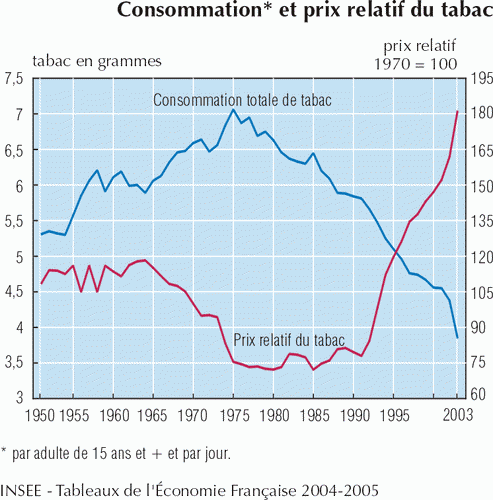 Consommation* et prix relatif du tabac
tabac en grammes
prix relatif
1970 = 100
7,5
7
6,5
6
5,5
5
4,5
4
3,5
3
195
180
165
150
135
120
105
90
75
60
Consommation totale de tabac
Prix relatif du tabac
1950 1955 1960 1965 1970 1975 1980 1985 1990 1995 2003
* par adulte de 15 ans et + et par jour.
INSEE - Tableaux de l'Économie Française 2004-2005